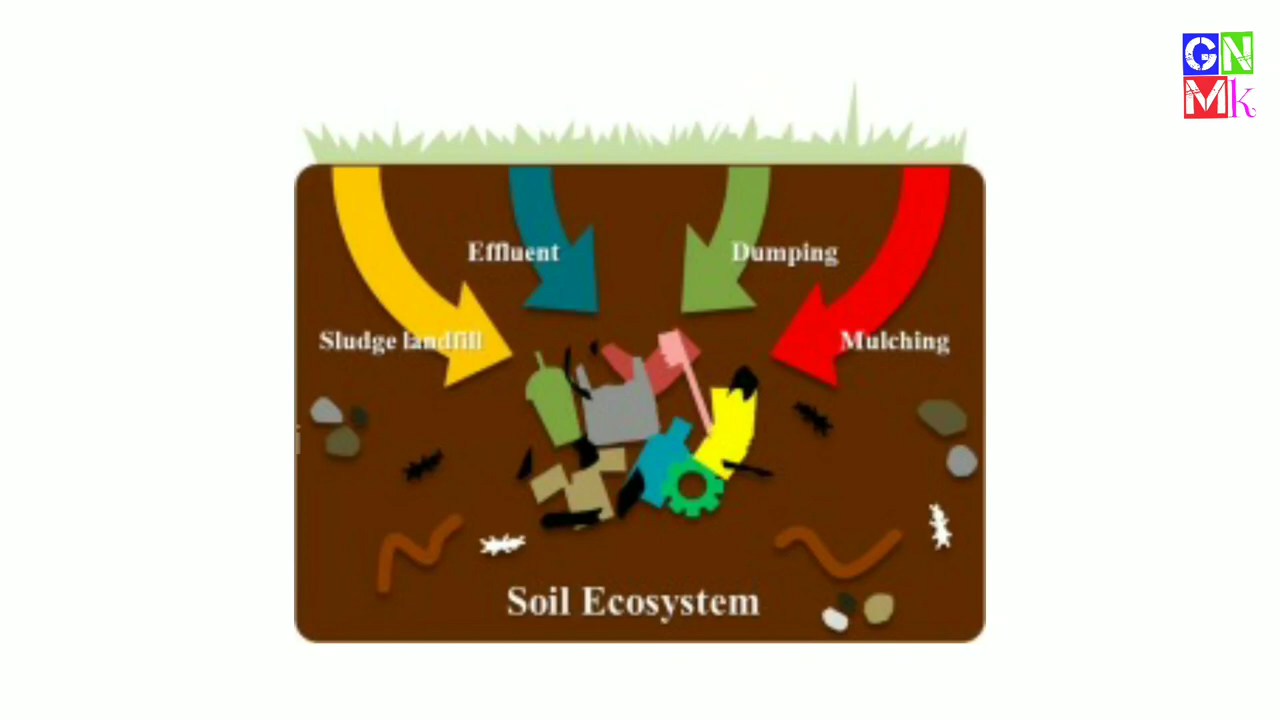 GN
Mk
Effluent
Dumping
Sludge landfill
Mulching
Soil Ecosystem